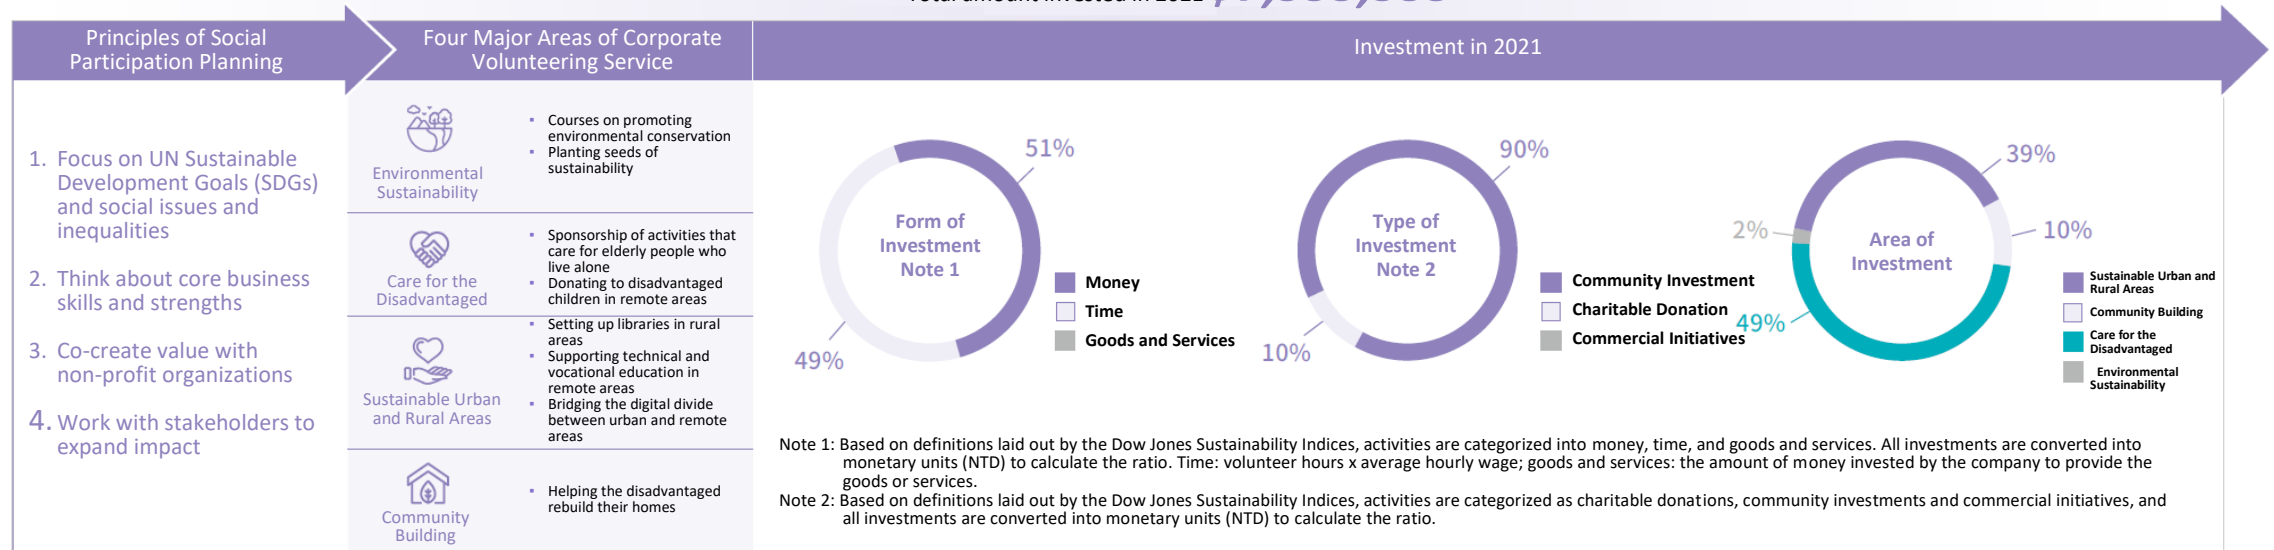 Principles of Social
Participation Planning
Four Major Areas of Corporate
Volunteering Service
Investment in 2021
1. Focus on UN Sustainable
Development Goals (SDGs)
and social issues and
inequalities
2. Think about core business
skills and strengths
3. Co-create value with
non-profit organizations
4. Work with stakeholders to
expand impact
Environmental
Sustainability
▪ Courses on promoting
environmental conservation
▪ Planting seeds of
sustainability
Care for the
Disadvantaged
▪ Sponsorship of activities that
care for elderly people who
live alone
▪ Donating to disadvantaged
children in remote areas
Sustainable Urban
and Rural Areas
▪ Setting up libraries in rural
areas
▪ Supporting technical and
vocational education in
remote areas
▪ Bridging the digital divide
between urban and remote
areas
Community
Building
▪ Helping the disadvantaged
rebuild their homes
51%
Form of
Investment
Note 1
49%
Money
Time
Goods and Services
90%
Type of
Investment
Note 2
10%
Community Investment
Charitable Donation
Commercial Initiatives
39%
2%
10%
Area of
Investment
49%
Sustainable Urban and
Rural Areas
Community Building
Care for the
Disadvantaged
Environmental
Sustainability
Note 1: Based on definitions laid out by the Dow Jones Sustainability Indices, activities are categorized into money, time, and goods and services. All investments are converted into
monetary units (NTD) to calculate the ratio. Time: volunteer hours x average hourly wage; goods and services: the amount of money invested by the company to provide the
goods or services.
Note 2: Based on definitions laid out by the Dow Jones Sustainability Indices, activities are categorized as charitable donations, community investments and commercial initiatives, and
all investments are converted into monetary units (NTD) to calculate the ratio.